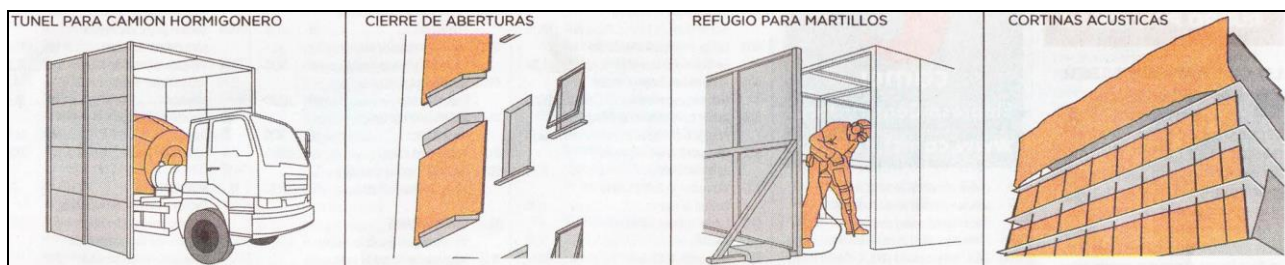 TUNEL PARA CAMION HORMIGONERO
CIERRE DE ABERTURAS
REFUGIO PARA MARTILLOS
CORTINAS ACUSTICAS